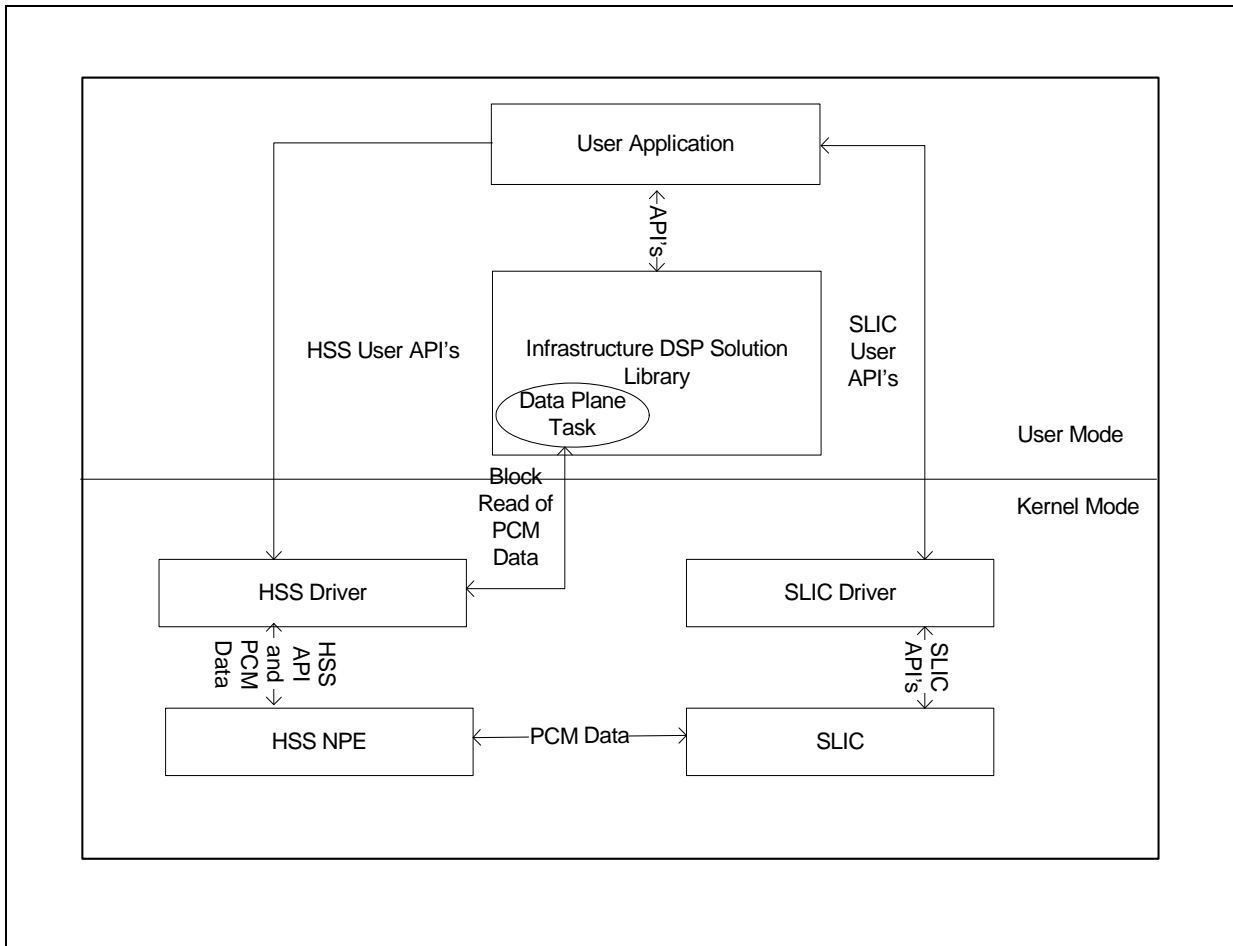 User Application
API's
HSS User API's
Infrastructure DSP Solution
Library
SLIC
User
API's
Data Plane
Task
User Mode
Block
Read of
PCM
Data
Kernel Mode
HSS Driver
SLIC Driver
HSS
API
and
PCM
Data
SLIC
API's
HSS NPE
PCM Data
SLIC